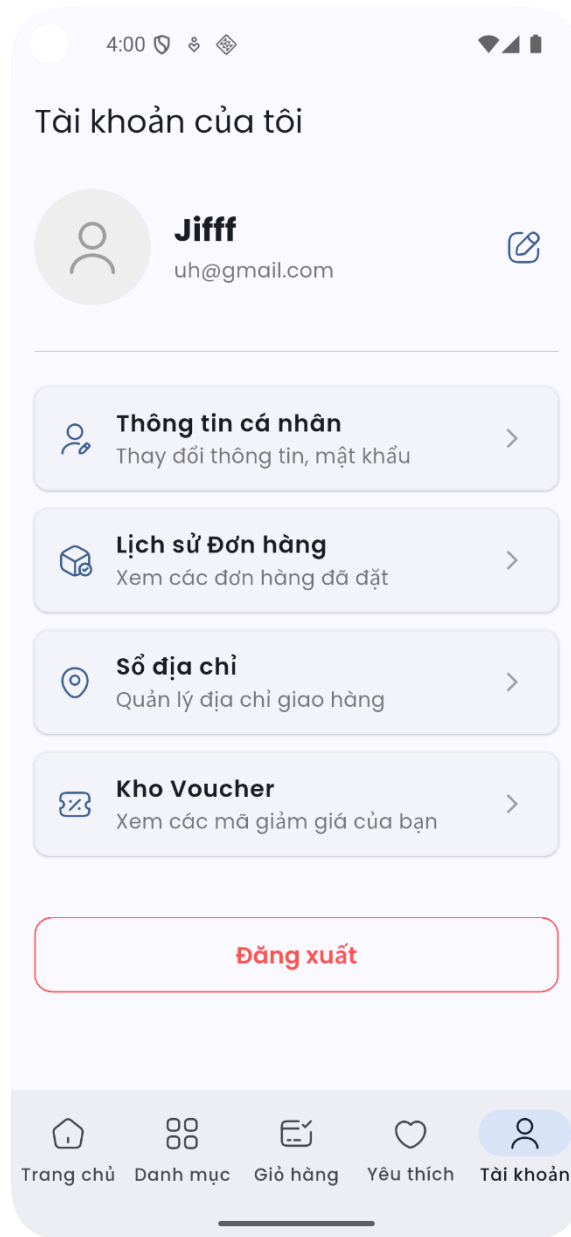 4:00
Tài khoản của tôi
Jifff
uh@gmail.com
Thông tin cá nhân
Thay đổi thông tin, mật khẩu
Lịch sử Đơn hàng
Xem các đơn hàng đã đặt
Sổ địa chỉ
Quản lý địa chỉ giao hàng
Kho Voucher
Xem các mã giảm giá của bạn
Đăng xuất
Trang chủ Danh mục Giỏ hàng Yêu thích Tài khoản